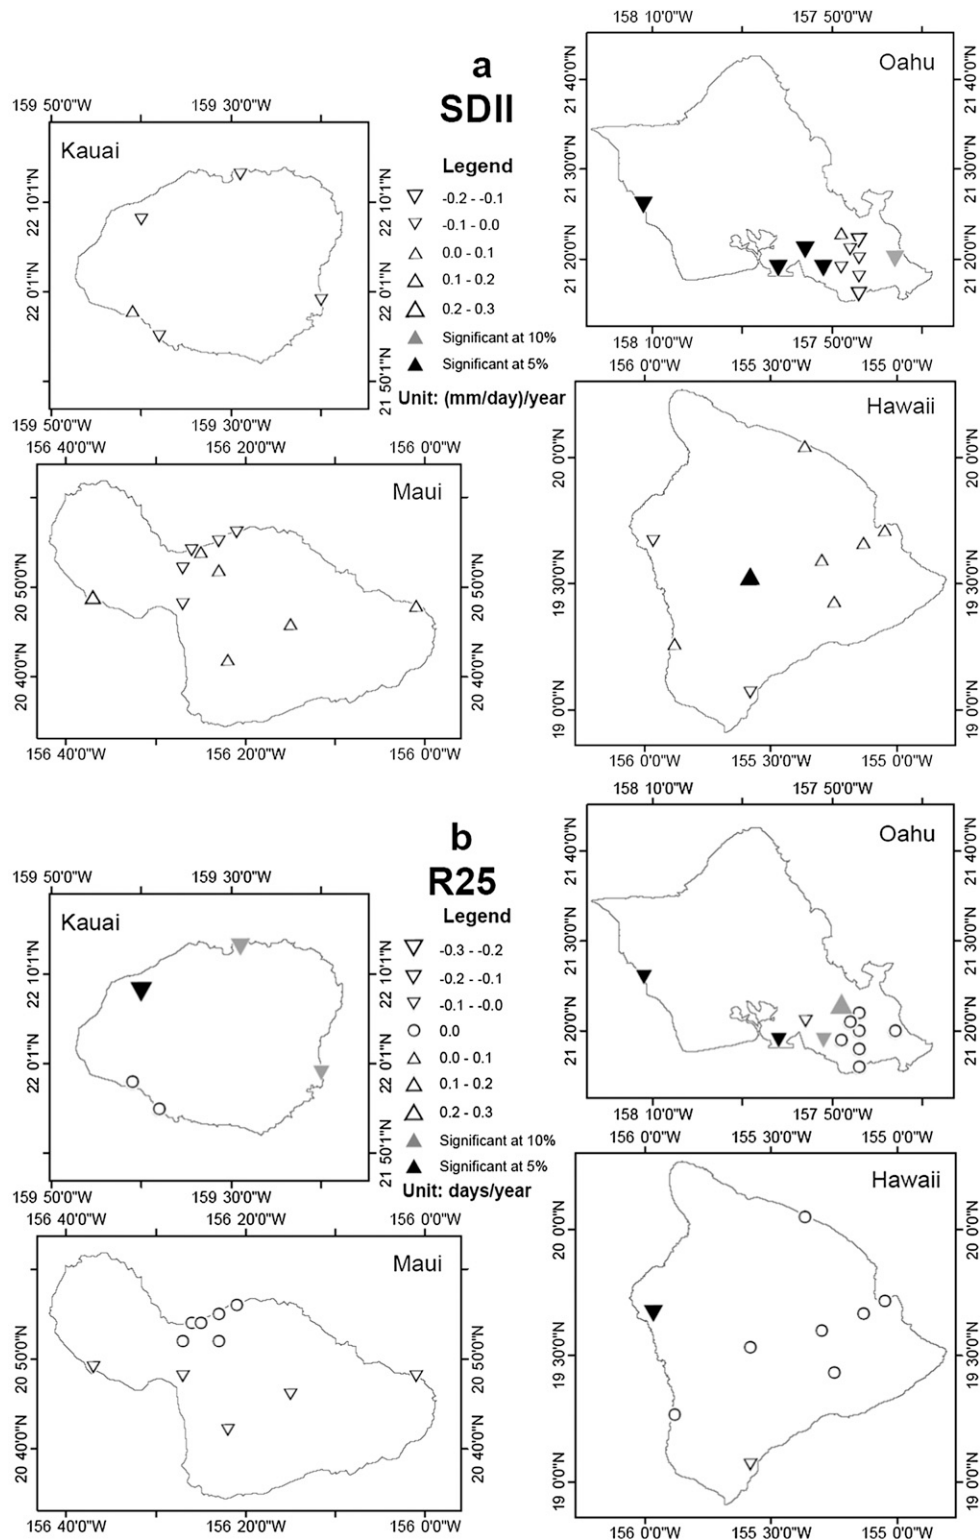 a
SDII
159 50'0"W 159 30'0"W
Kauai
22 10'1"N
22 0'1"N
21 50'1"N
22 10'1"N
22 0'1"N
21 50'1"N
159 50'0"W 159 30'0"W
Legend
-0.2 - -0.1
-0.1 - 0.0
0.0 - 0.1
0.1 - 0.2
0.2 - 0.3
Significant at 10%
Significant at 5%
Unit: (mm/day)/year
158 10'0"W 157 50'0"W
Oahu
21 40'0"N
21 30'0"N
21 20'0"N
21 40'0"N
21 30'0"N
21 20'0"N
158 10'0"W 157 50'0"W
156 40'0"W 156 20'0"W 156 0'0"W
Maui
20 50'0"N
20 40'0"N
20 50'0"N
20 40'0"N
156 40'0"W 156 20'0"W 156 0'0"W
156 0'0"W 155 30'0"W 155 0'0"W
Hawaii
20 0'0"N
19 30'0"N
19 0'0"N
20 0'0"N
19 30'0"N
19 0'0"N
156 0'0"W 155 30'0"W 155 0'0"W
b
R25
159 50'0"W 159 30'0"W
Kauai
22 10'1"N
22 0'1"N
21 50'1"N
22 10'1"N
22 0'1"N
21 50'1"N
159 50'0"W 159 30'0"W
Legend
-0.3 - -0.2
-0.2 - -0.1
-0.1 - -0.0
0.0
0.0 - 0.1
0.1 - 0.2
0.2 - 0.3
Significant at 10%
Significant at 5%
Unit: days/year
158 10'0"W 157 50'0"W
Oahu
21 40'0"N
21 30'0"N
21 20'0"N
21 40'0"N
21 30'0"N
21 20'0"N
158 10'0"W 157 50'0"W
156 40'0"W 156 20'0"W 156 0'0"W
Maui
20 50'0"N
20 40'0"N
20 50'0"N
20 40'0"N
156 40'0"W 156 20'0"W 156 0'0"W
156 0'0"W 155 30'0"W 155 0'0"W
Hawaii
20 0'0"N
19 30'0"N
19 0'0"N
20 0'0"N
19 30'0"N
19 0'0"N
156 0'0"W 155 30'0"W 155 0'0"W